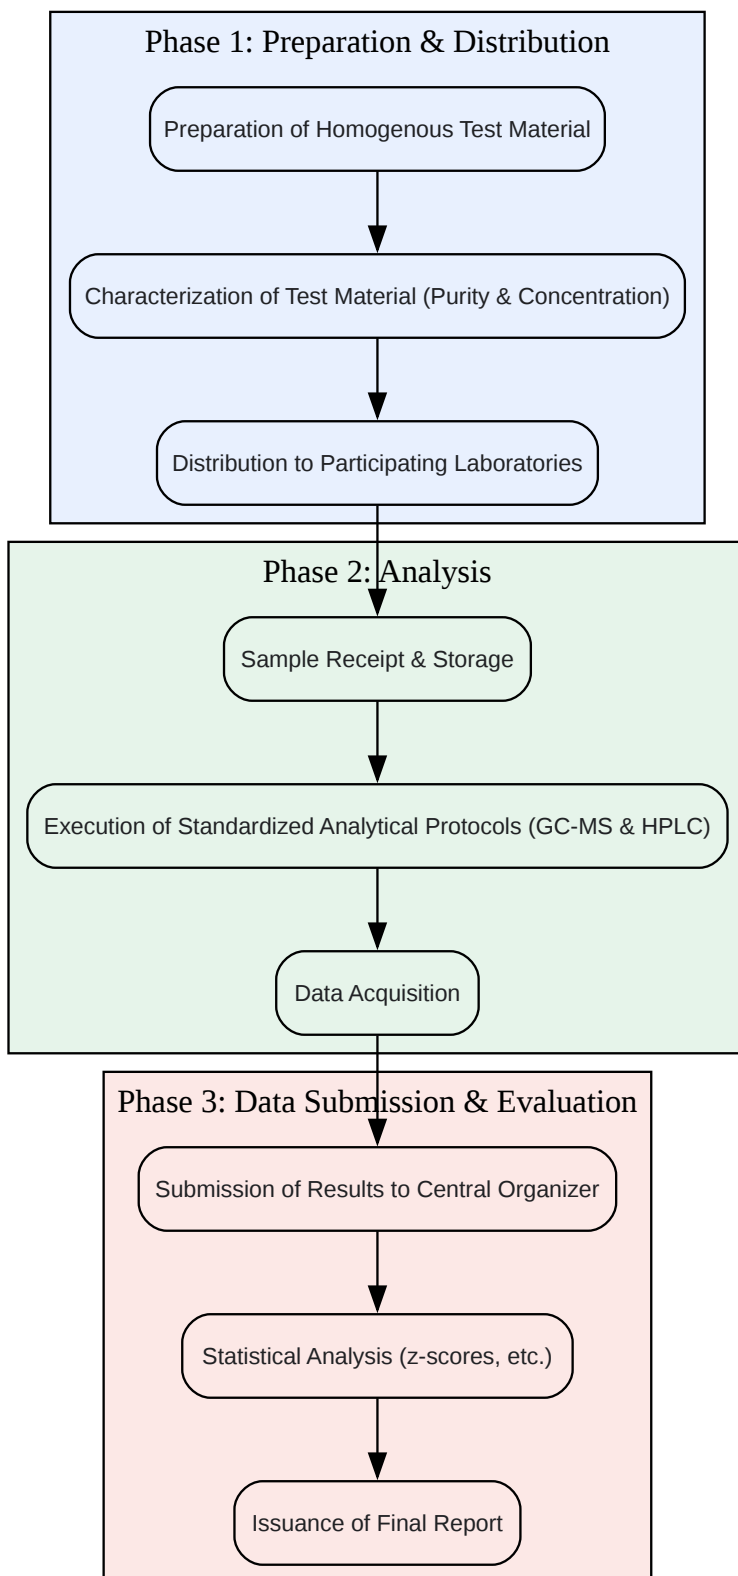 Phase 1: Preparation & Distribution
Preparation of Homogenous Test Material
Characterization of Test Material (Purity & Concentration)
Distribution to Participating Laboratories
Phase 2: Analysis
Sample Receipt & Storage
Execution of Standardized Analytical Protocols (GC-MS & HPLC)
Data Acquisition
Phase 3: Data Submission & Evaluation
Submission of Results to Central Organizer
Statistical Analysis (z-scores, etc.)
Issuance of Final Report